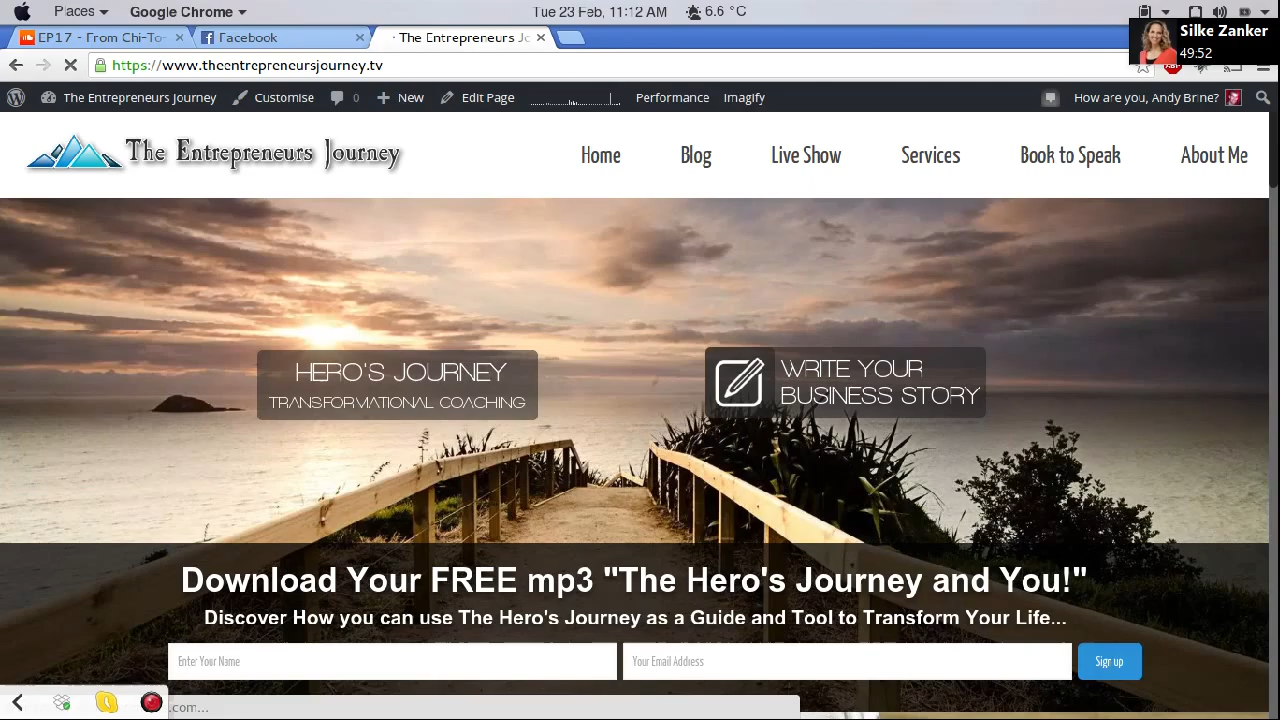 Places
Google Chrome
Tue 23 Feb, 11:12 AM
6.6 °C
EP17 - From Chi-To-
Facebook
· The Entrepreneurs Jo
Silke Zanker
49:52
https://www.theentrepreneursjourney.tv
The Entrepreneurs Journey
Customise
0
New
Edit Page
Performance
Imagify
How are you, Andy Brine?
The Entrepreneurs Journey
Home
Blog
Live Show
Services
Book to Speak
About Me
HERO'S JOURNEY
TRANSFORMATIONAL COACHING
WRITE YOUR
BUSINESS STORY
Download Your FREE mp3 "The Hero's Journey and You!"
Discover How you can use The Hero's Journey as a Guide and Tool to Transform Your Life...
Enter Your Name
Your Email Address
Sign up
.com...